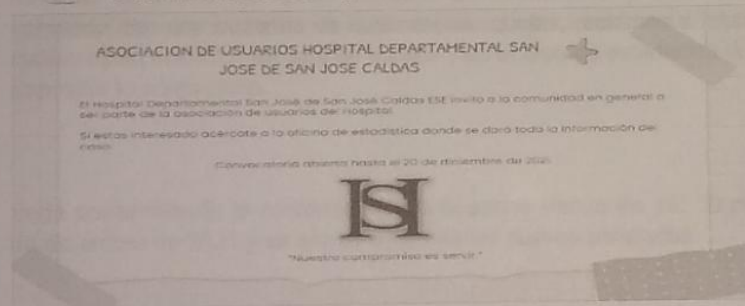 ASOCIACION DE USUARIOS HOSPITAL DEPARTAMENTAL SAN
JOSE DE SAN JOSE CALDAS
El Hospital Departamental San José de San José Caldas ESE invita a la comunidad en general a
ser parte de la asociación de usuarios del Hospital
Si estas interesado acercate a la oficina de estadistica donde se dará toda la información del
caso.
Convocatoria abierta hasta el 20 de diciembre de
HS
"Nuestro compromiso es servir"